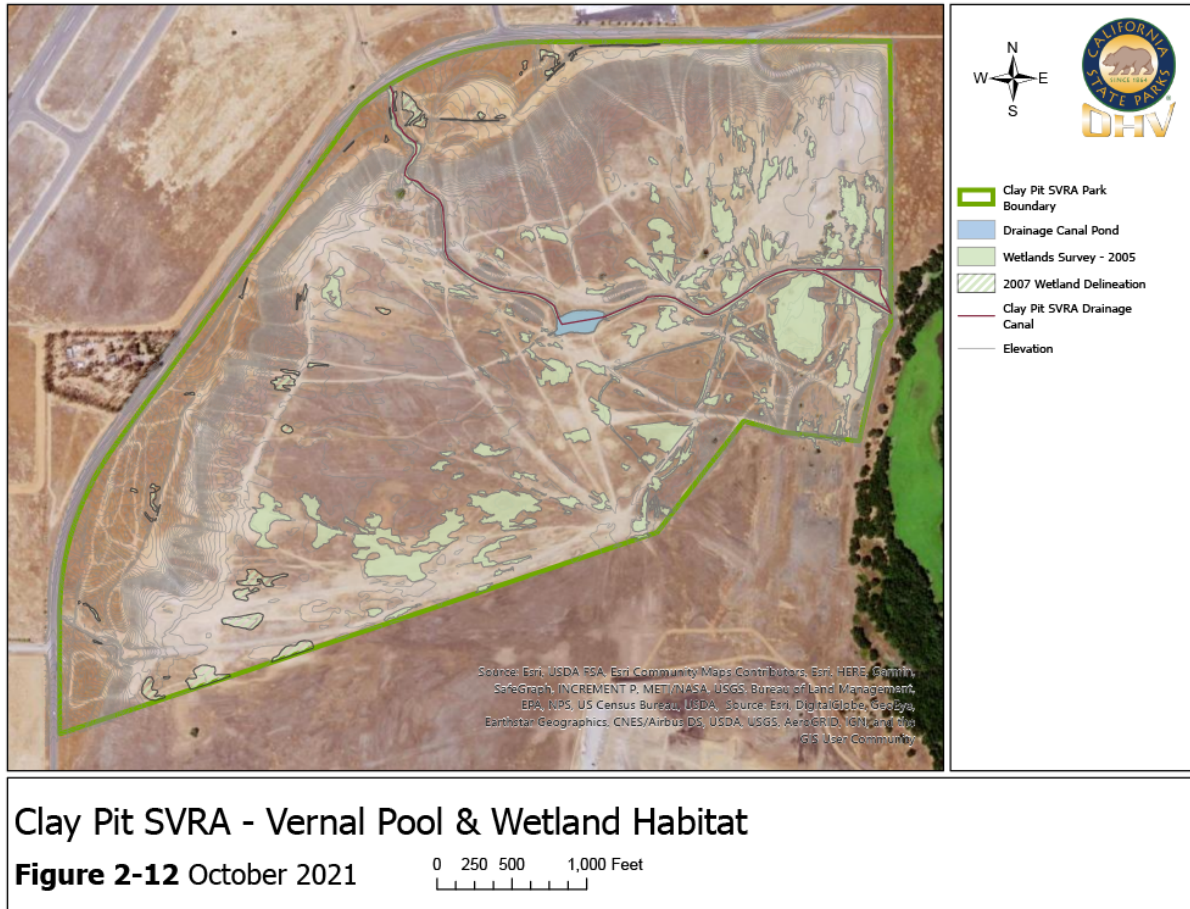 N
W E
S
CALIFORNIA
STATE PARKS
SINCE 1864
OHV
Clay Pit SVRA Park
Boundary
Drainage Canal Pond
Wetlands Survey - 2005
2007 Wetland Delineation
Clay Pit SVRA Drainage
Canal
Elevation
Source: Esri, USDA FSA, Esri Community Maps Contributors, Esri, HERE, Garmin,
SafeGraph, INCREMENT P, METI/NASA, USGS, Bureau of Land Management,
EPA, NPS, US Census Bureau, USDA, Source: Esri, DigitalGlobe, GeoEye,
Earthstar Geographics, CNES/Airbus DS, USDA, USGS, AeroGRID, IGN, and the
GIS User Community
Clay Pit SVRA - Vernal Pool & Wetland Habitat
Figure 2-12 October 2021
0 250 500 1,000 Feet